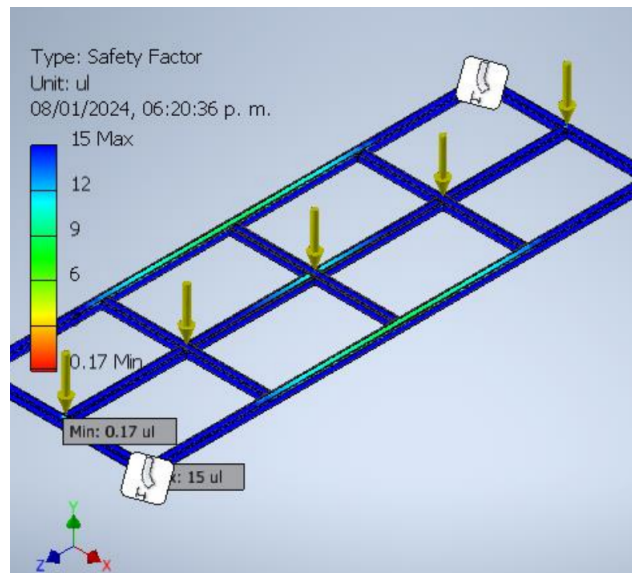 Type: Safety Factor
Unit: ul
08/01/2024, 06:20:36 p. m.
15 Max
12
9
6
0.17 Min
Min: 0.17 ul
x: 15 ul
Y
Z
X